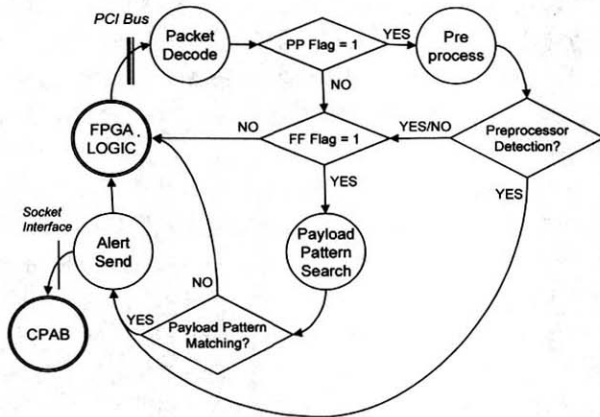 PCI Bus
Packet
Decode
PP Flag = 1
YES
Pre
process
NO
FPGA .
LOGIC
NO
FF Flag = 1
YES/NO
Preprocessor
Detection?
YES
YES
Socket
Interface
Alert
Send
Payload
Pattern
Search
NO
CPAB
YES
Payload Pattern
Matching?